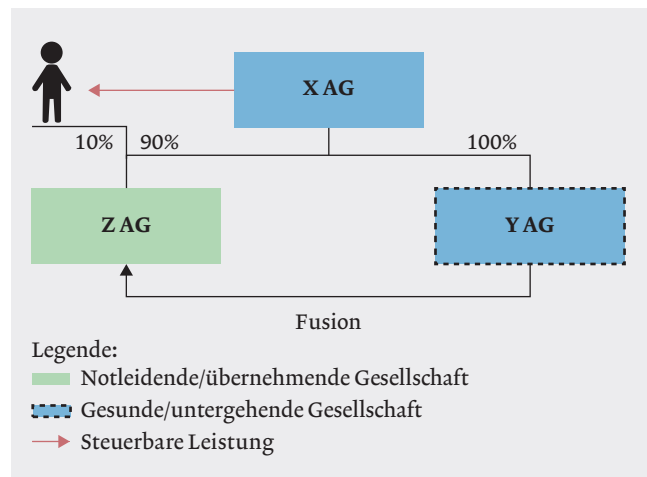 X AG
10% 90% 100%
Z AG
Y AG
Fusion
Legende:
Notleidende/übernehmende Gesellschaft
Gesunde/untergehende Gesellschaft
Steuerbare Leistung